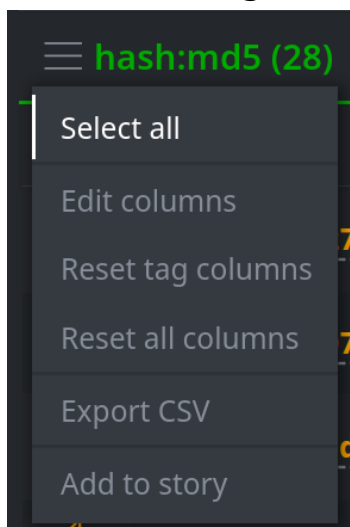 hash:md5 (28)
Select all
Edit columns
Reset tag columns
Reset all columns
Export CSV
Add to story